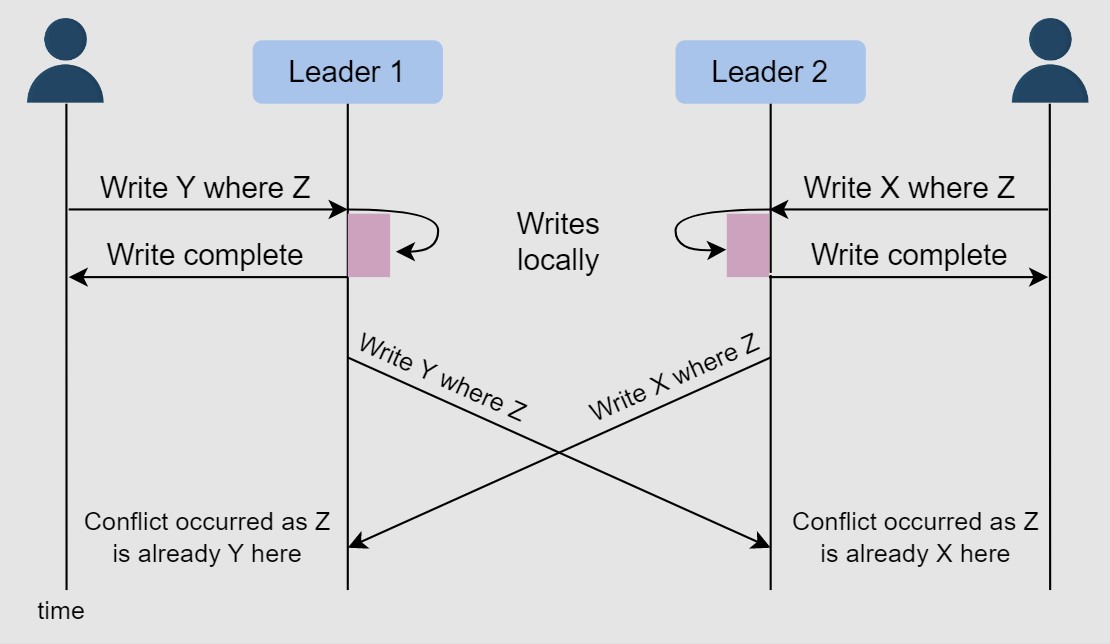 Leader 1
Leader 2
Write Y where Z
Write X where Z
Writes
locally
Write complete
Write complete
Write Y where Z
Write X where Z
Conflict occurred as Z
is already Y here
Conflict occurred as Z
is already X here
time